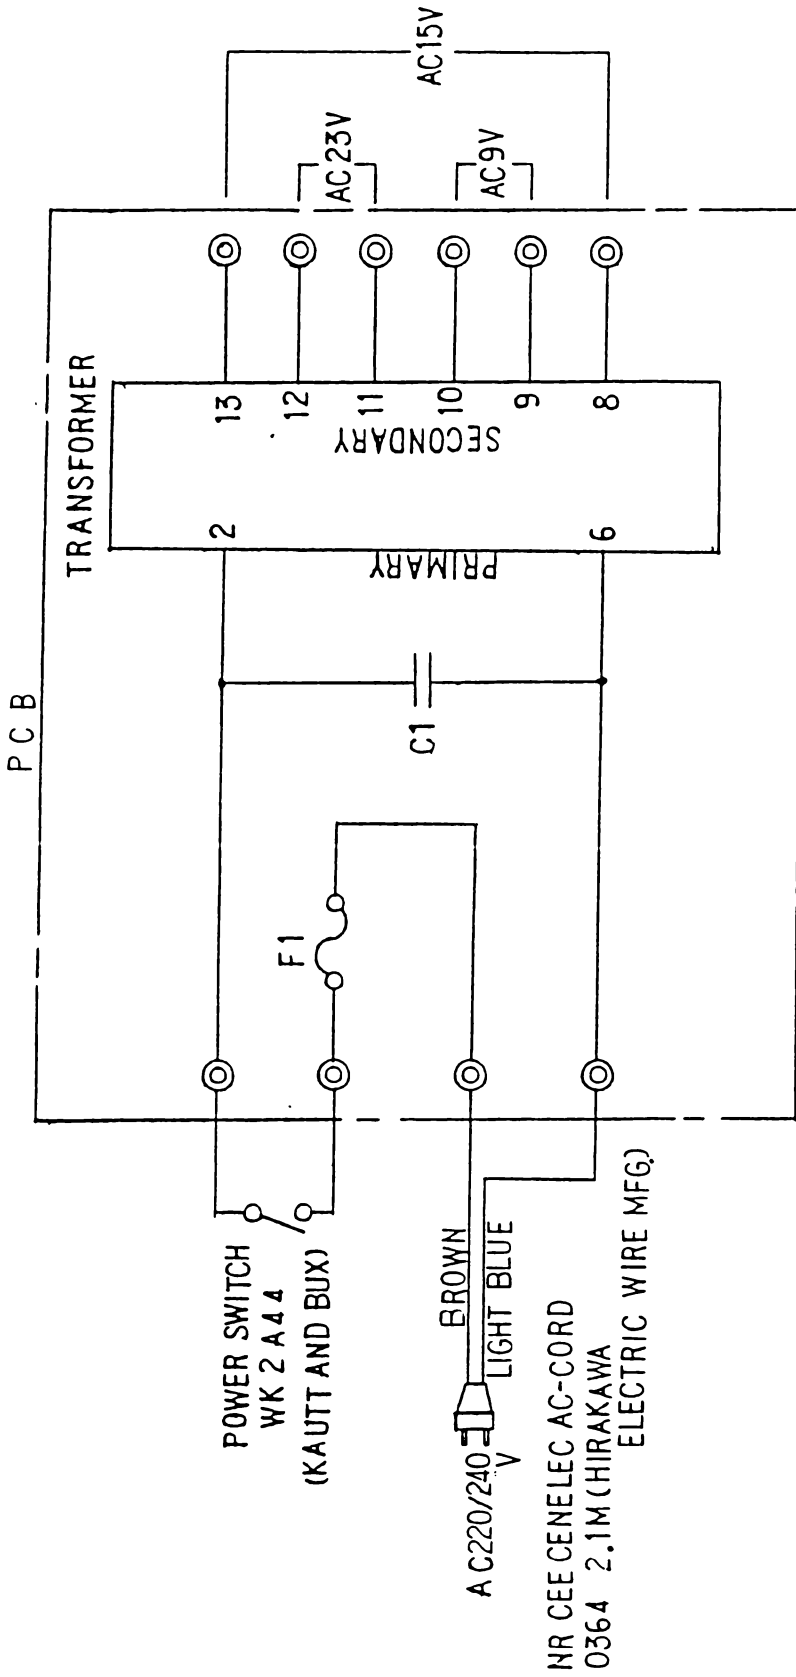 PCB
TRANSFORMER
POWER SWITCH
WK 2 A44
(KAUTT AND BUX)
F1
C1
2
6
PRIMARY
SECONDARY
13
12
11
10
9
8
AC23V
AC9V
AC15V
BROWN
LIGHT BLUE
AC220/240
V
NR CEE CENELEC AC-CORD
0364 2.1M (HIRAKAWA
ELECTRIC WIRE MFG.)